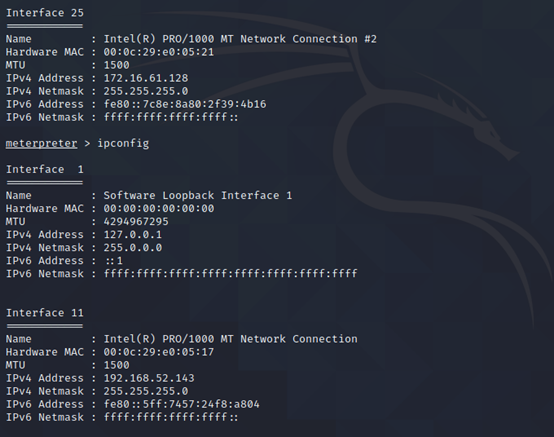 Interface 25
============
Name         : Intel(R) PRO/1000 MT Network Connection #2
Hardware MAC : 00:0c:29:e0:05:21
MTU          : 1500
IPv4 Address : 172.16.61.128
IPv4 Netmask : 255.255.255.0
IPv6 Address : fe80::7c8e:8a80:2f39:4b16
IPv6 Netmask : ffff:ffff:ffff:ffff::
meterpreter > ipconfig
Interface  1
============
Name         : Software Loopback Interface 1
Hardware MAC : 00:00:00:00:00:00
MTU          : 4294967295
IPv4 Address : 127.0.0.1
IPv4 Netmask : 255.0.0.0
IPv6 Address : ::1
IPv6 Netmask : ffff:ffff:ffff:ffff:ffff:ffff:ffff:ffff
Interface 11
============
Name         : Intel(R) PRO/1000 MT Network Connection
Hardware MAC : 00:0c:29:e0:05:17
MTU          : 1500
IPv4 Address : 192.168.52.143
IPv4 Netmask : 255.255.255.0
IPv6 Address : fe80::5ff:7457:24f8:a804
IPv6 Netmask : ffff:ffff:ffff:ffff::